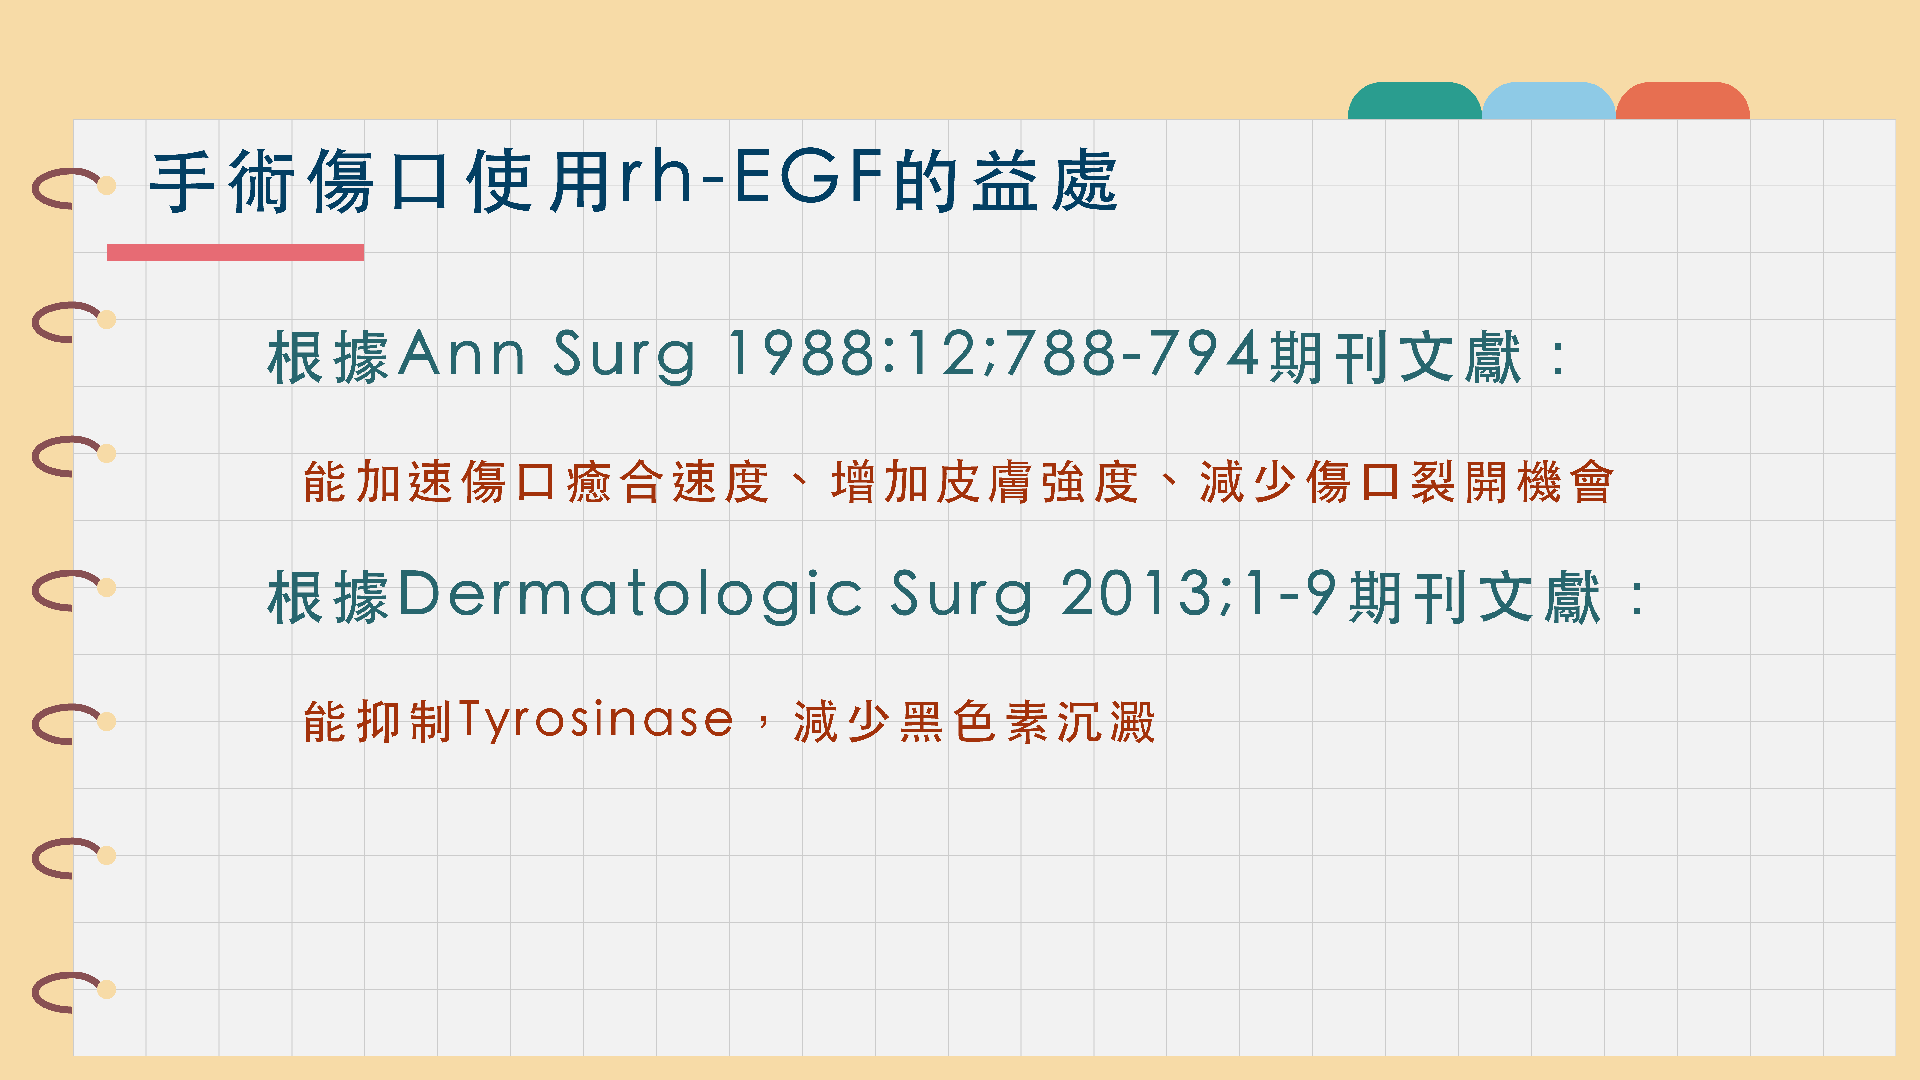 手術傷口使用rh-EGF的益處
根據Ann Surg 1988:12;788-794期刊文獻：
能加速傷口癒合速度、增加皮膚強度、減少傷口裂開機會
根據Dermatologic Surg 2013;1-9期刊文獻：
能抑制Tyrosinase，減少黑色素沉澱